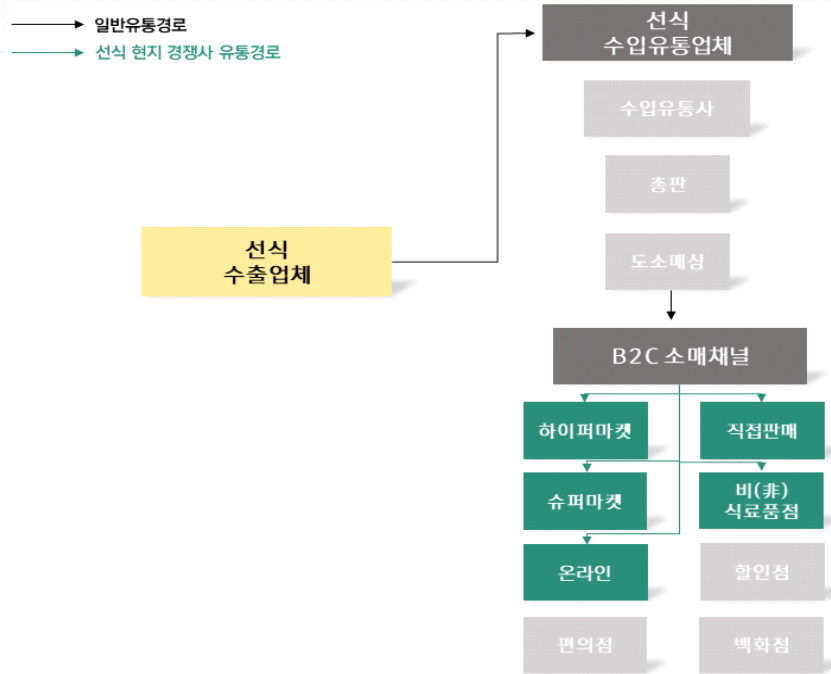 일반유통경로
선식 현지 경쟁사 유통경로
선식
수입유통업체
수입유통사
총판
선식
수출업체
도소매상
B2C 소매채널
하이퍼마켓
직접판매
슈퍼마켓
비(非)
식료품점
온라인
할인점
편의점
백화점